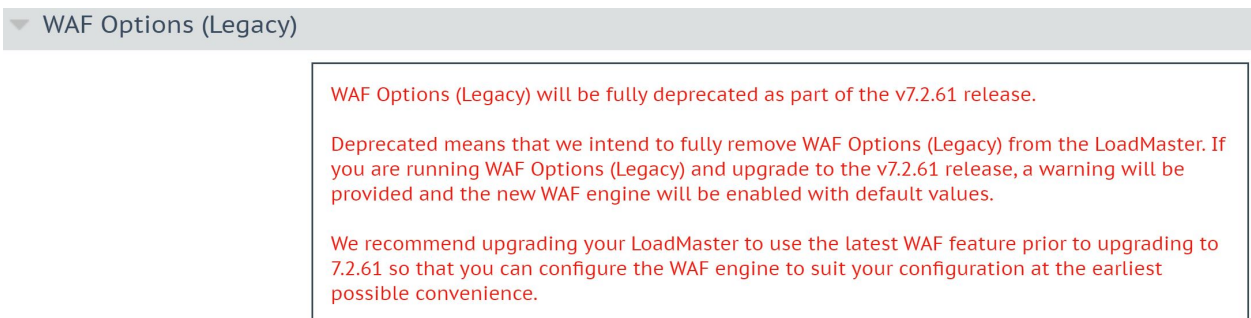 WAF Options (Legacy)
WAF Options (Legacy) will be fully deprecated as part of the v7.2.61 release.
Deprecated means that we intend to fully remove WAF Options (Legacy) from the LoadMaster. If
you are running WAF Options (Legacy) and upgrade to the v7.2.61 release, a warning will be
provided and the new WAF engine will be enabled with default values.
We recommend upgrading your LoadMaster to use the latest WAF feature prior to upgrading to
7.2.61 so that you can configure the WAF engine to suit your configuration at the earliest
possible convenience.